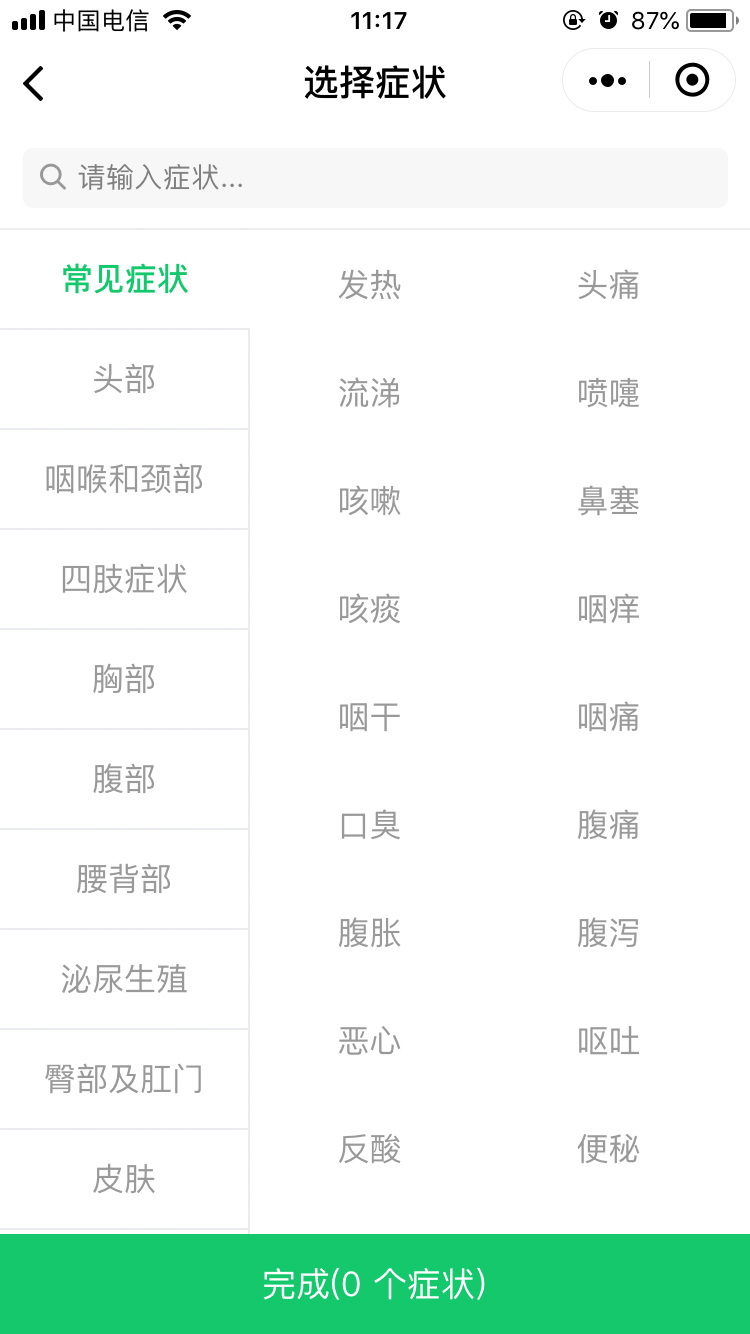 中国电信 11:17 87%
选择症状
请输入症状...
常见症状
头部
咽喉和颈部
四肢症状
胸部
腹部
腰背部
泌尿生殖
臀部及肛门
皮肤
发热 头痛
流涕 喷嚏
咳嗽 鼻塞
咳痰 咽痒
咽干 咽痛
口臭 腹痛
腹胀 腹泻
恶心 呕吐
反酸 便秘
完成(0 个症状)